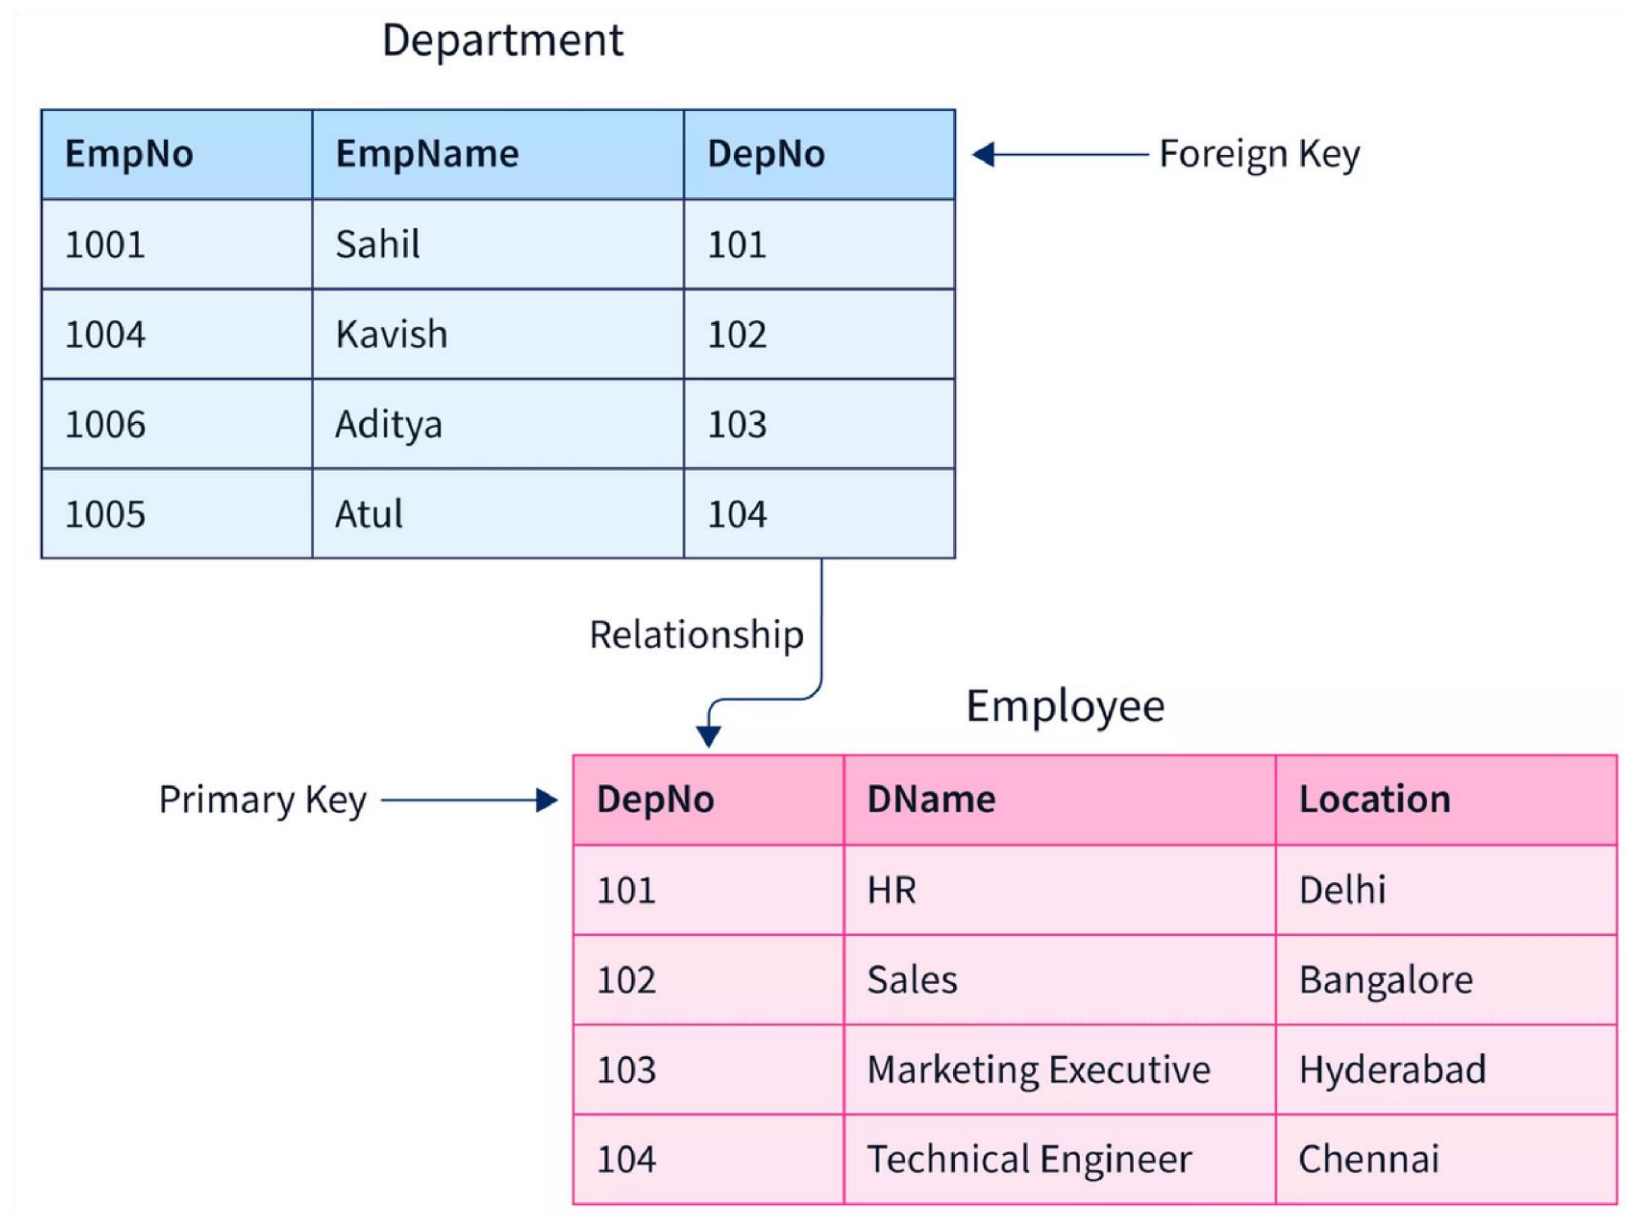 Department
EmpNo EmpName DepNo
Foreign Key
1001 Sahil 101
1004 Kavish 102
1006 Aditya 103
1005 Atul 104
Relationship
Employee
Primary Key
DepNo DName Location
101 HR Delhi
102 Sales Bangalore
103 Marketing Executive Hyderabad
104 Technical Engineer Chennai